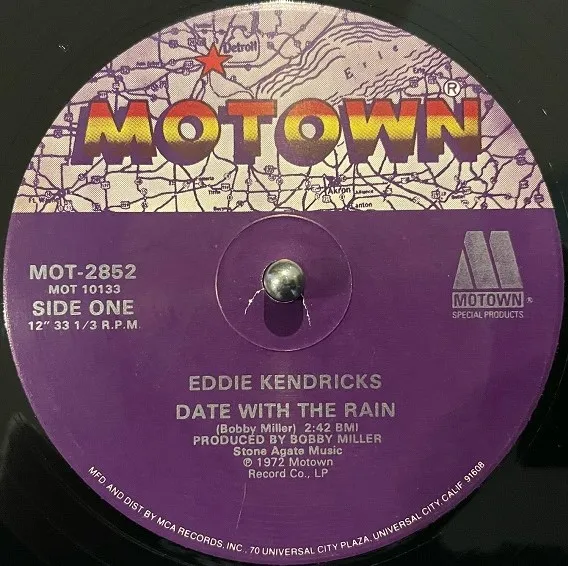 Detroit
Erie
MOTOWN®
Akron
Canton
Ft. W
MOT-2852
MOT 10133
SIDE ONE
12" 33 1/3 R.P.M.
MOTOWN®
SPECIAL PRODUCTS
EDDIE KENDRICKS
DATE WITH THE RAIN
(Bobby Miller) 2:42 BMI
PRODUCED BY BOBBY MILLER
Stone Agate Music
℗ 1972 Motown
Record Co., LP
MFD AND DIST BY MCA RECORDS, INC. 70 UNIVERSAL CITY PLAZA, UNIVERSAL CITY, CALIF 91608